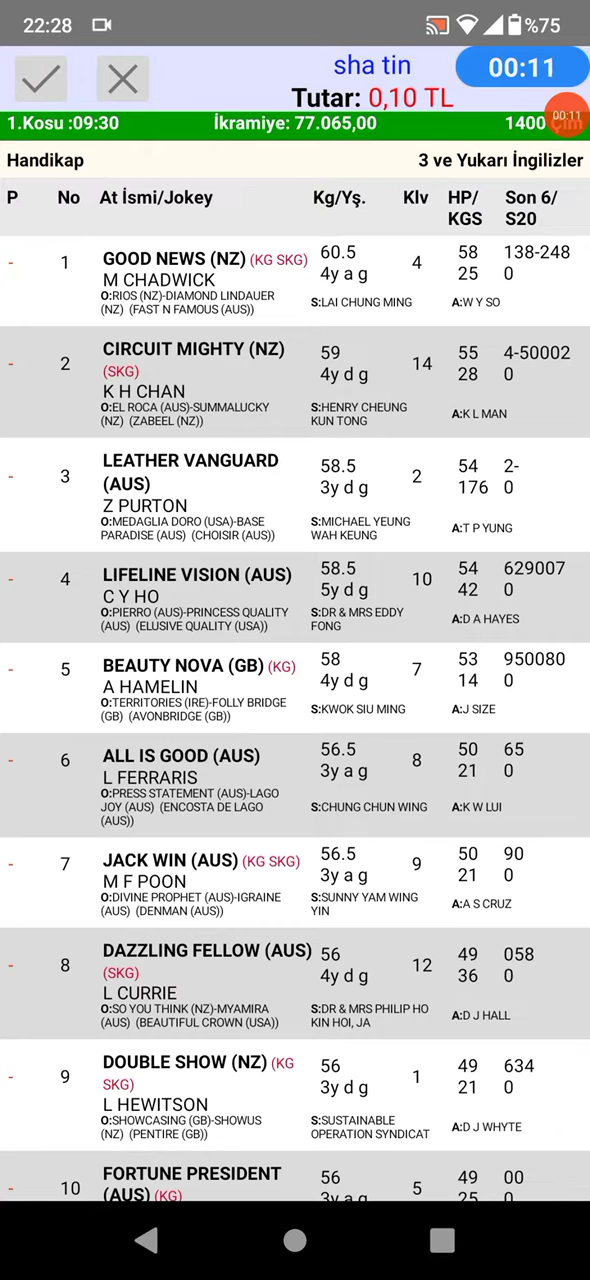 22:28 %75
sha tin 00:11
Tutar: 0,10 TL
00:11
1.Kosu :09:30 İkramiye: 77.065,00 1400 Çim
Handikap 3 ve Yukarı İngilizler
P No At İsmi/Jokey Kg/Yş. Klv HP/ Son 6/
KGS S20
- 1 GOOD NEWS (NZ) (KG SKG) 60.5 4 58 138-248
M CHADWICK 4y a g 25 0
O:RIOS (NZ)-DIAMOND LINDAUER S:LAI CHUNG MING A:W Y SO
(NZ) (FAST N FAMOUS (AUS))
- 2 CIRCUIT MIGHTY (NZ) 59 14 55 4-50002
(SKG) 4y d g 28 0
K H CHAN
O:EL ROCA (AUS)-SUMMALUCKY S:HENRY CHEUNG A:K L MAN
(NZ) (ZABEEL (NZ)) KUN TONG
- 3 LEATHER VANGUARD 58.5 2 54 2-
(AUS) 3y d g 176 0
Z PURTON
O:MEDAGLIA DORO (USA)-BASE S:MICHAEL YEUNG A:T P YUNG
PARADISE (AUS) (CHOISIR (AUS)) WAH KEUNG
- 4 LIFELINE VISION (AUS) 58.5 10 54 629007
C Y HO 5y d g 42 0
O:PIERRO (AUS)-PRINCESS QUALITY S:DR & MRS EDDY A:D A HAYES
(AUS) (ELUSIVE QUALITY (USA)) FONG
- 5 BEAUTY NOVA (GB) (KG) 58 7 53 950080
A HAMELIN 4y d g 14 0
O:TERRITORIES (IRE)-FOLLY BRIDGE S:KWOK SIU MING A:J SIZE
(GB) (AVONBRIDGE (GB))
- 6 ALL IS GOOD (AUS) 56.5 8 50 65
L FERRARIS 3y a g 21 0
O:PRESS STATEMENT (AUS)-LAGO S:CHUNG CHUN WING A:K W LUI
JOY (AUS) (ENCOSTA DE LAGO
(AUS))
- 7 JACK WIN (AUS) (KG SKG) 56.5 9 50 90
M F POON 3y a g 21 0
O:DIVINE PROPHET (AUS)-IGRAINE S:SUNNY YAM WING A:A S CRUZ
(AUS) (DENMAN (AUS)) YIN
- 8 DAZZLING FELLOW (AUS) 56 12 49 058
(SKG) 4y d g 36 0
L CURRIE
O:SO YOU THINK (NZ)-MYAMIRA S:DR & MRS PHILIP HO A:D J HALL
(AUS) (BEAUTIFUL CROWN (USA)) KIN HOI, JA
- 9 DOUBLE SHOW (NZ) (KG 56 1 49 634
SKG) 3y d g 21 0
L HEWITSON
O:SHOWCASING (GB)-SHOWUS S:SUSTAINABLE A:D J WHYTE
(NZ) (PENTIRE (GB)) OPERATION SYNDICAT
- 10 FORTUNE PRESIDENT 56 5 49 00
(AUS) (KG) 3y a g 25 0